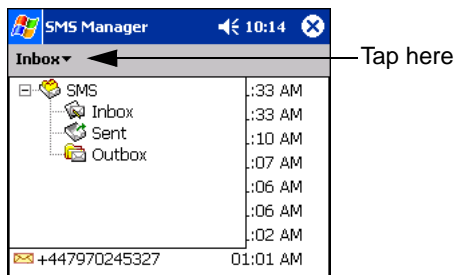 SMS Manager 10:14
Inbox
Tap here
SMS :33 AM
Inbox :33 AM
Sent :10 AM
Outbox :07 AM
:06 AM
:06 AM
:02 AM
+447970245327 01:01 AM